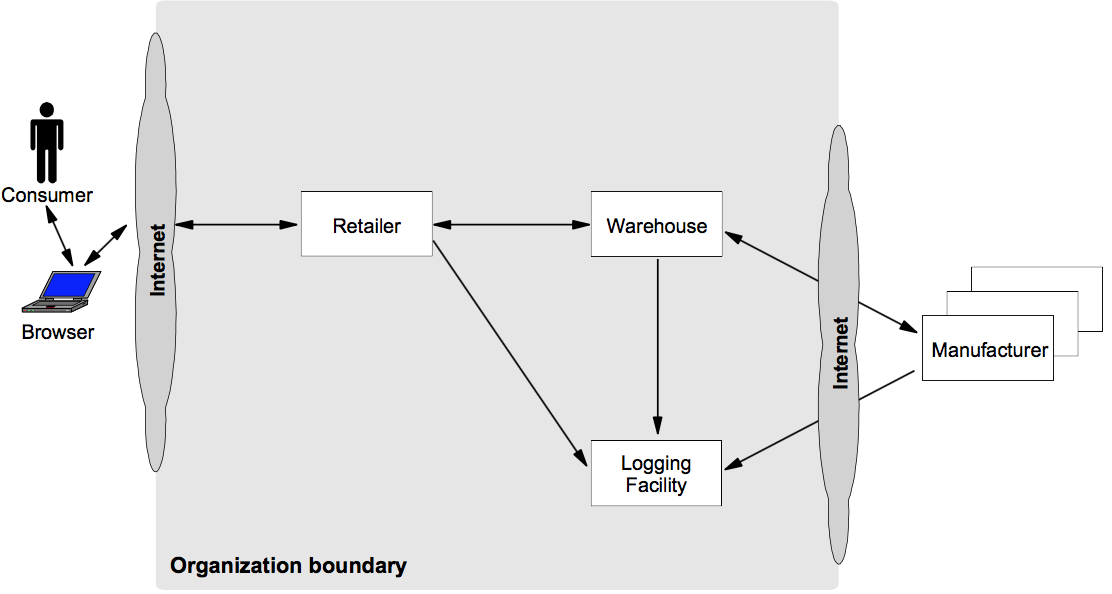 Consumer
Browser
Internet
Retailer
Warehouse
Internet
Manufacturer
Logging
Facility
Organization boundary